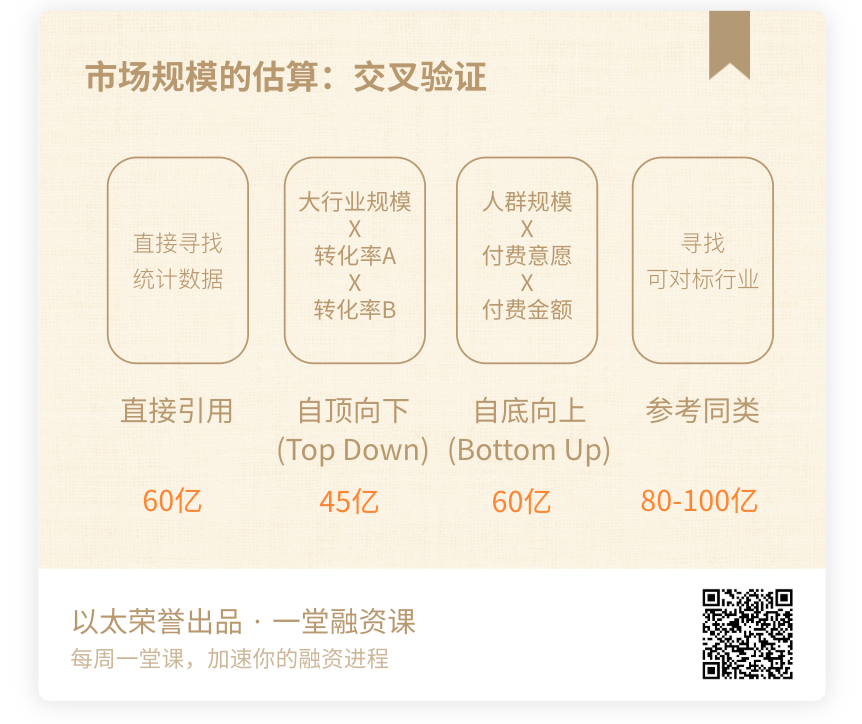 市场规模的估算：交叉验证
直接寻找
统计数据
大行业规模
X
转化率A
X
转化率B
人群规模
X
付费意愿
X
付费金额
寻找
可对标行业
直接引用
自顶向下
(Top Down)
自底向上
(Bottom Up)
参考同类
60亿
45亿
60亿
80-100亿
以太荣誉出品 · 一堂融资课
每周一堂课，加速你的融资进程